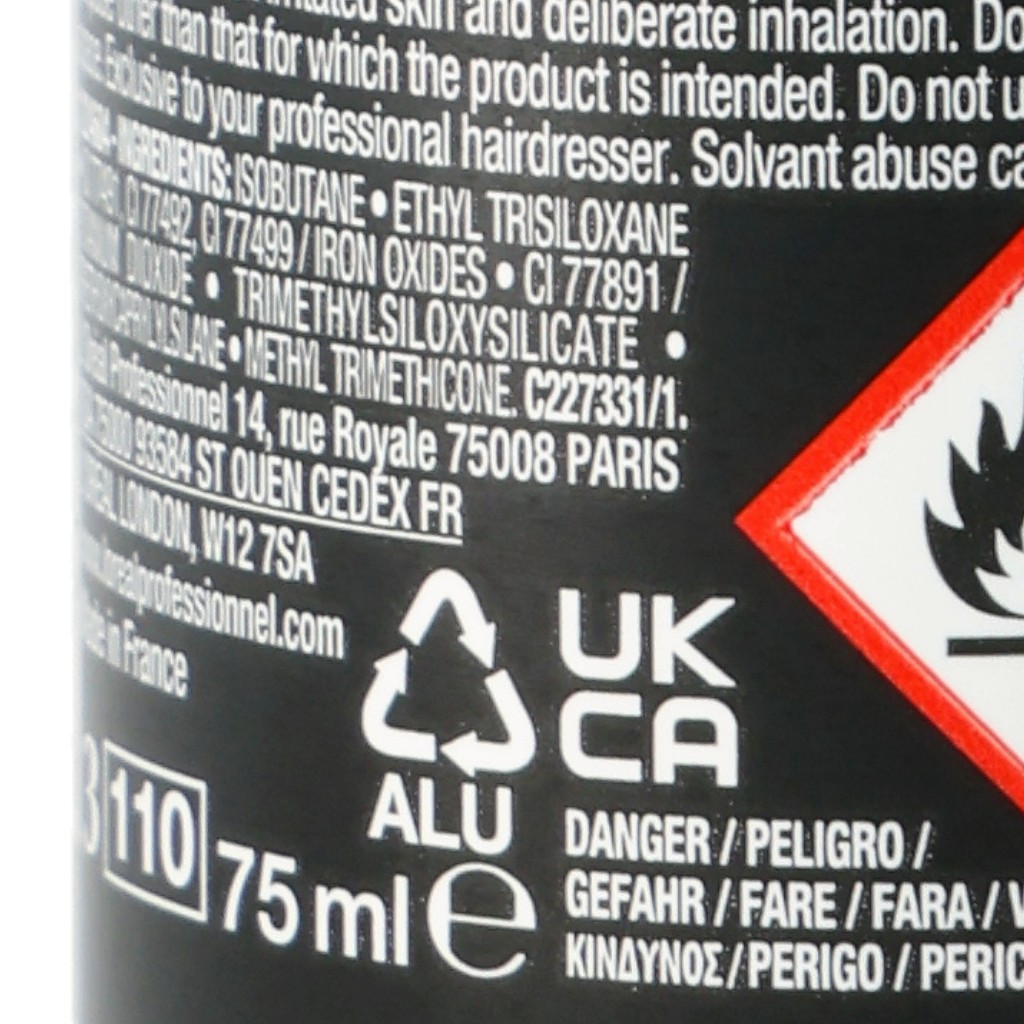 skin and deliberate inhalation. Do
than that for which the product is intended. Do not u
Exclusive to your professional hairdresser. Solvant abuse ca
INGREDIENTS: ISOBUTANE • ETHYL TRISILOXANE
CI 77492, CI 77499 / IRON OXIDES • CI 77891 /
DIOXIDE • TRIMETHYLSILOXYSILICATE •
• METHYL TRIMETHICONE. C227331/1.
Professionnel 14, rue Royale 75008 PARIS
93584 ST OUEN CEDEX FR
LONDON, W12 7SA
professionnel.com
in France
UK
CA
ALU
3 110 75 ml e
DANGER / PELIGRO /
GEFAHR / FARE / FARA / V
ΚΙΝΔΥΝΟΣ / PERIGO / PERIC